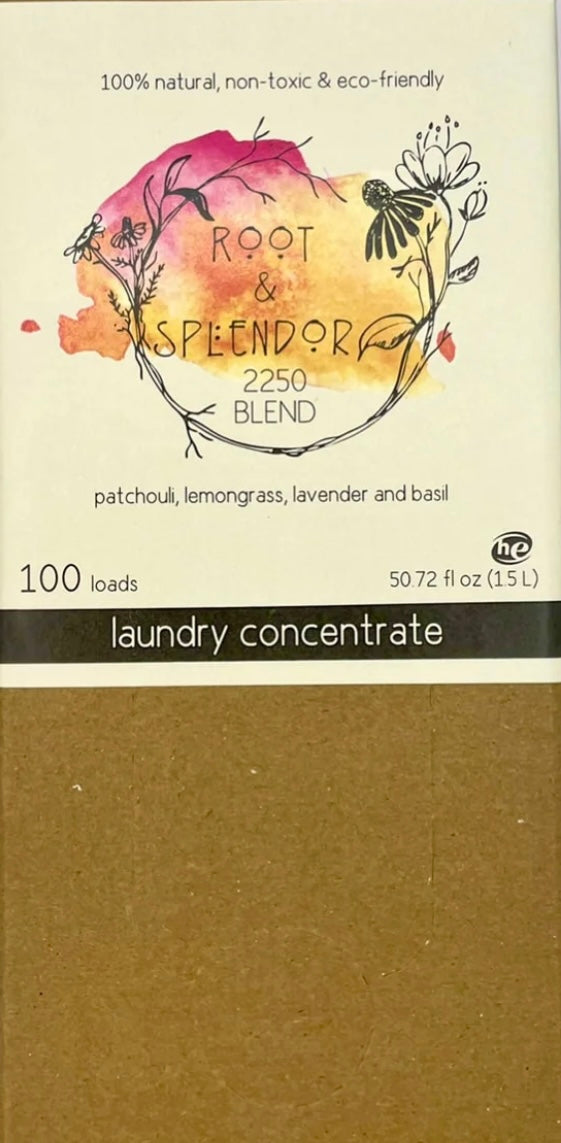 100% natural, non-toxic & eco-friendly
ROOT
&
SPLENDOR
2250
BLEND
patchouli, lemongrass, lavender and basil
he
100 loads
50.72 fl oz (1.5 L)
laundry concentrate